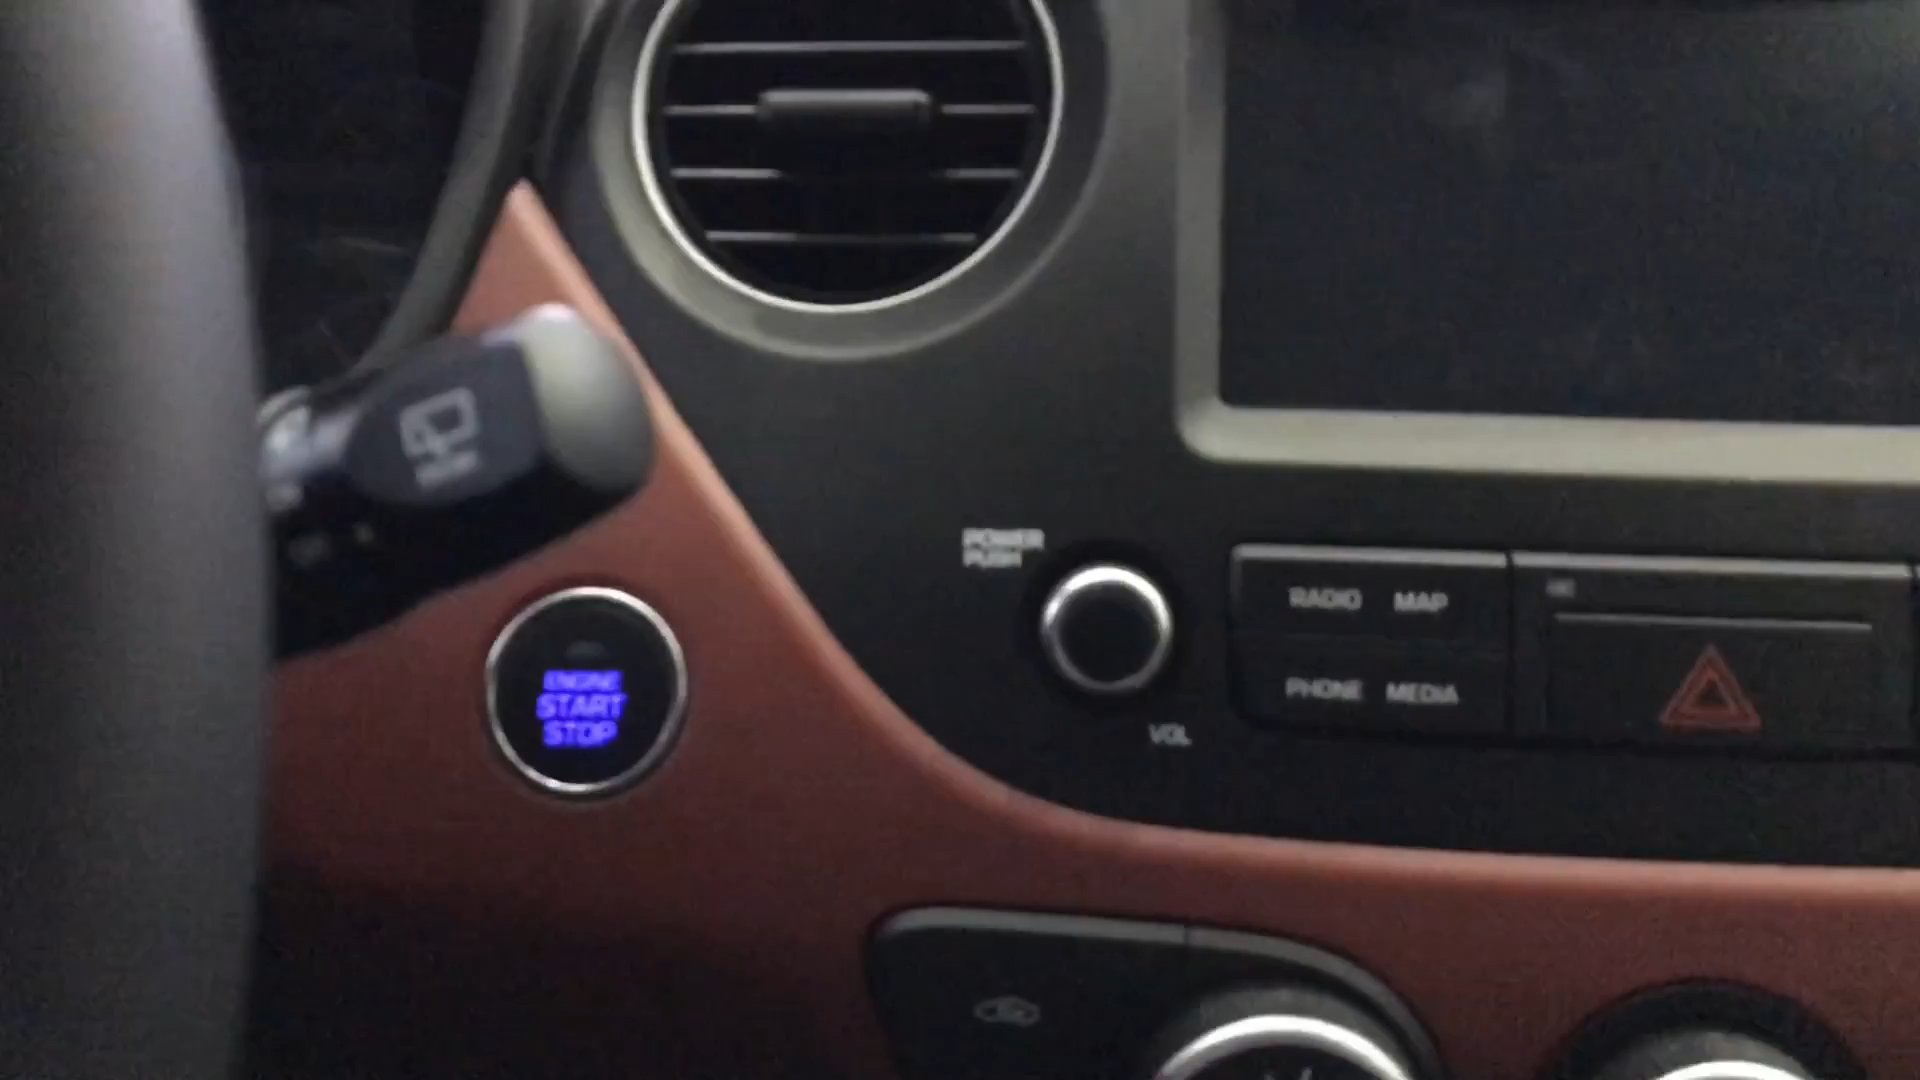 POWER
PUSH
RADIO MAP
PHONE MEDIA
VOL
ENGINE
START
STOP